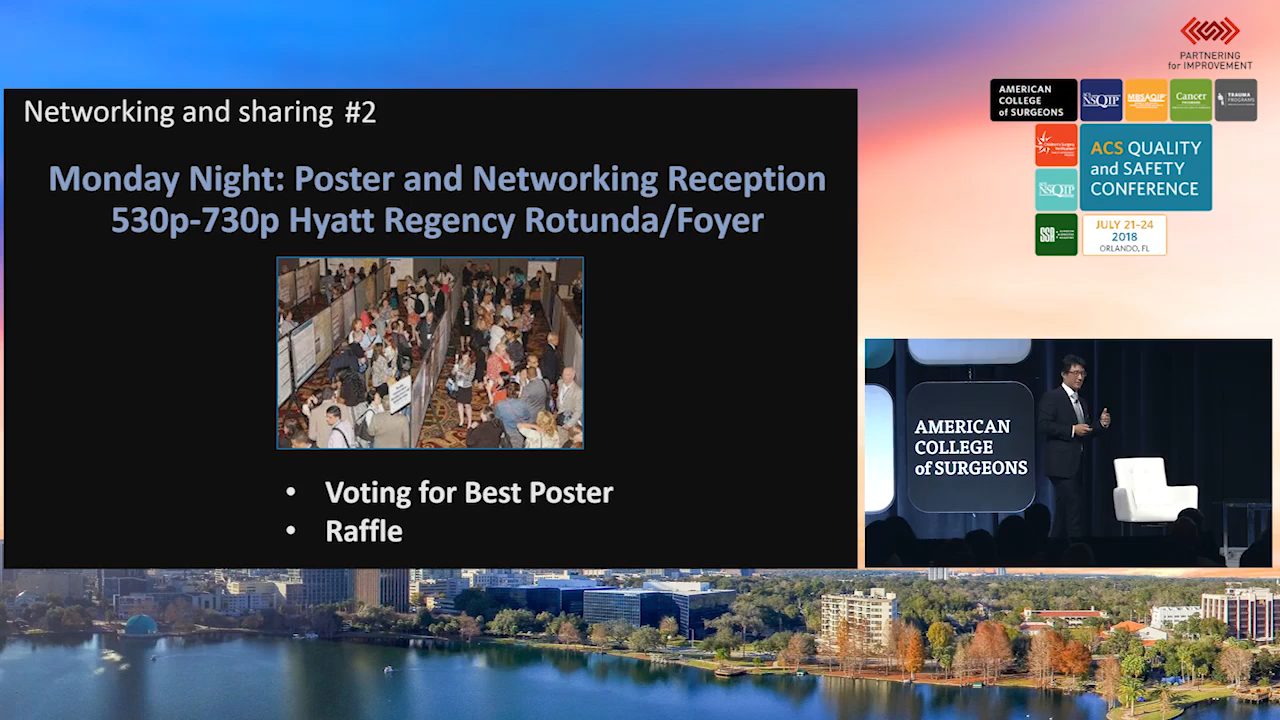 PARTNERING
for IMPROVEMENT
AMERICAN
COLLEGE
of SURGEONS
NSQIP
MBSAQIP
Cancer
PROGRAMS
TRAUMA
PROGRAMS
ACS QUALITY
and SAFETY
CONFERENCE
NSQIP
SSR
JULY 21-24
2018
ORLANDO, FL
Networking and sharing #2
Monday Night: Poster and Networking Reception
530p-730p Hyatt Regency Rotunda/Foyer
• Voting for Best Poster
• Raffle
AMERICAN
COLLEGE
of SURGEONS